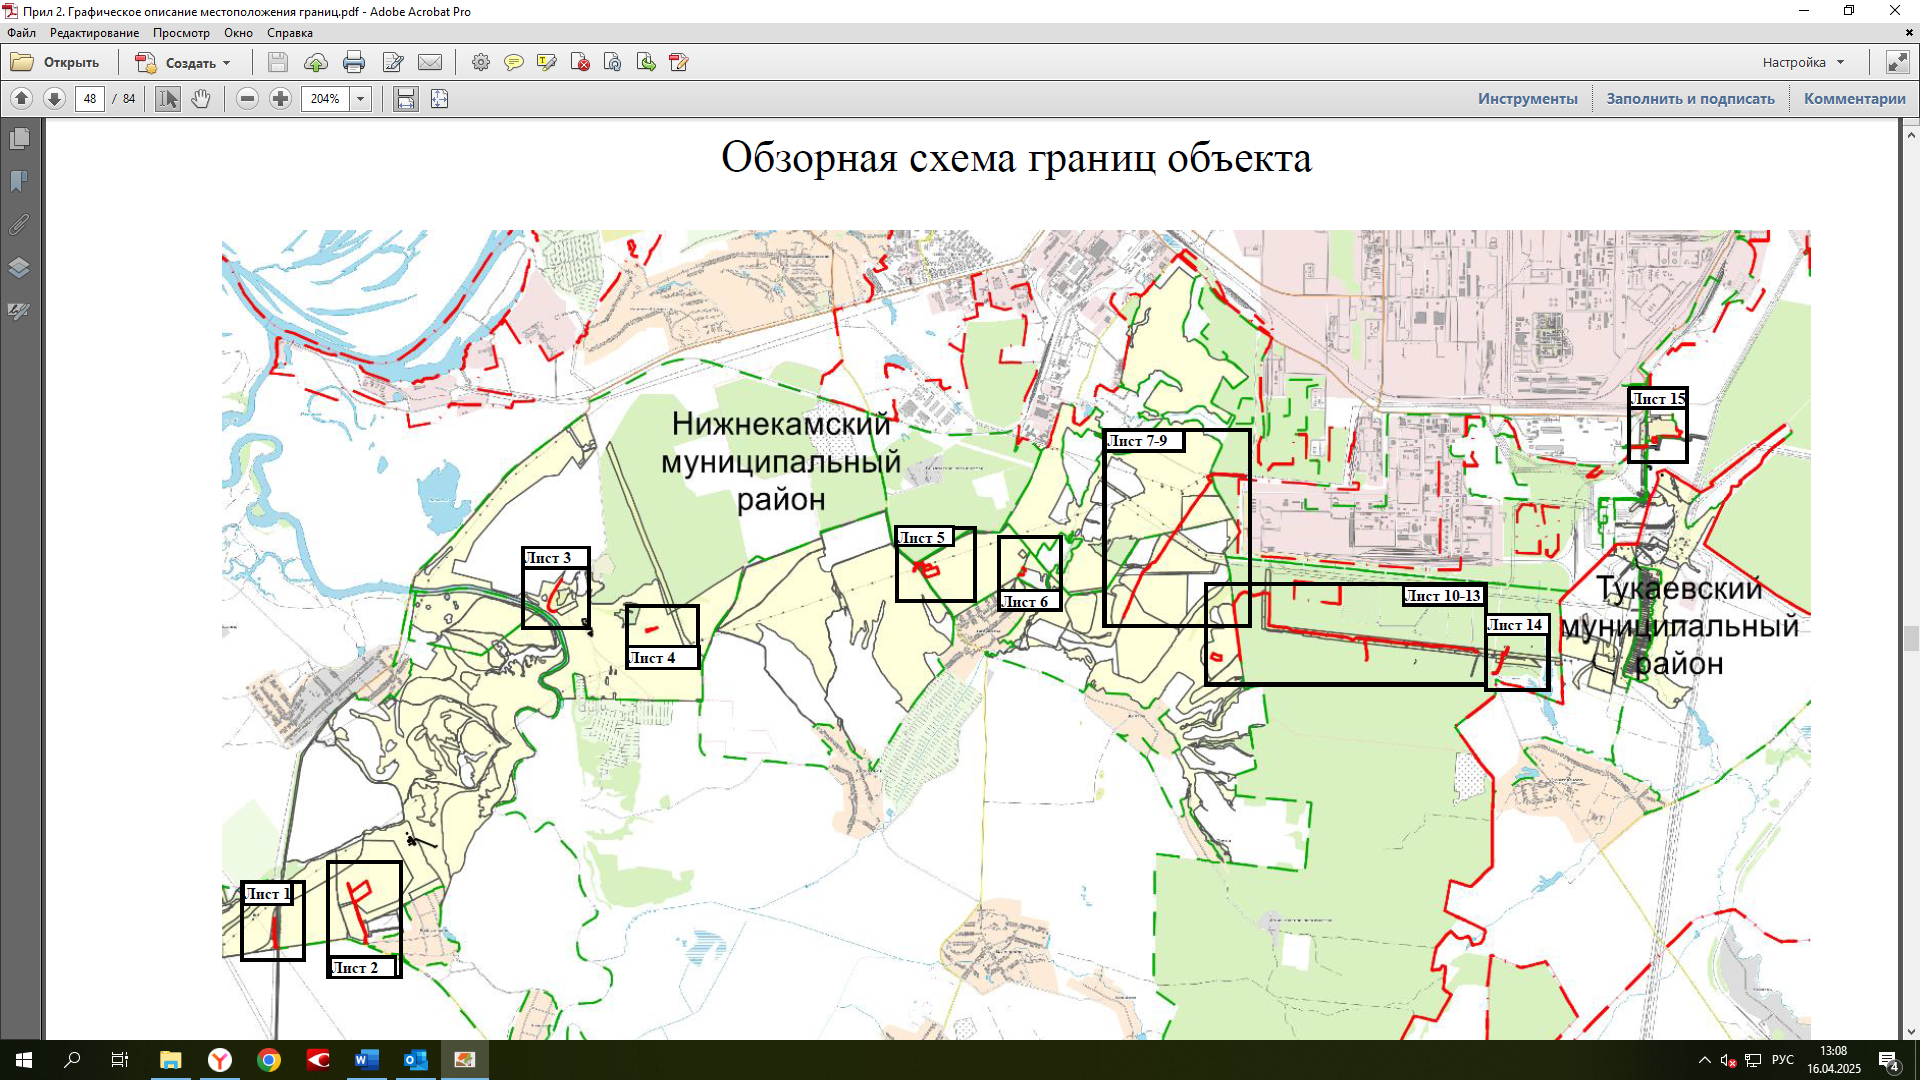 Прил 2. Графическое описание местоположения границ.pdf - Adobe Acrobat Pro
Файл Редактирование Просмотр Окно Справка
Открыть Создать Настройка
48 / 84 204% Инструменты Заполнить и подписать Комментарии
Обзорная схема границ объекта
Лист 15
Нижнекамский
муниципальный
район
Лист 7-9
Лист 5
Лист 3
Тукаевский
муниципальный
район
Лист 10-13
Лист 6
Лист 14
Лист 4
Лист 1
Лист 2
РУС
13:08
16.04.2025
4